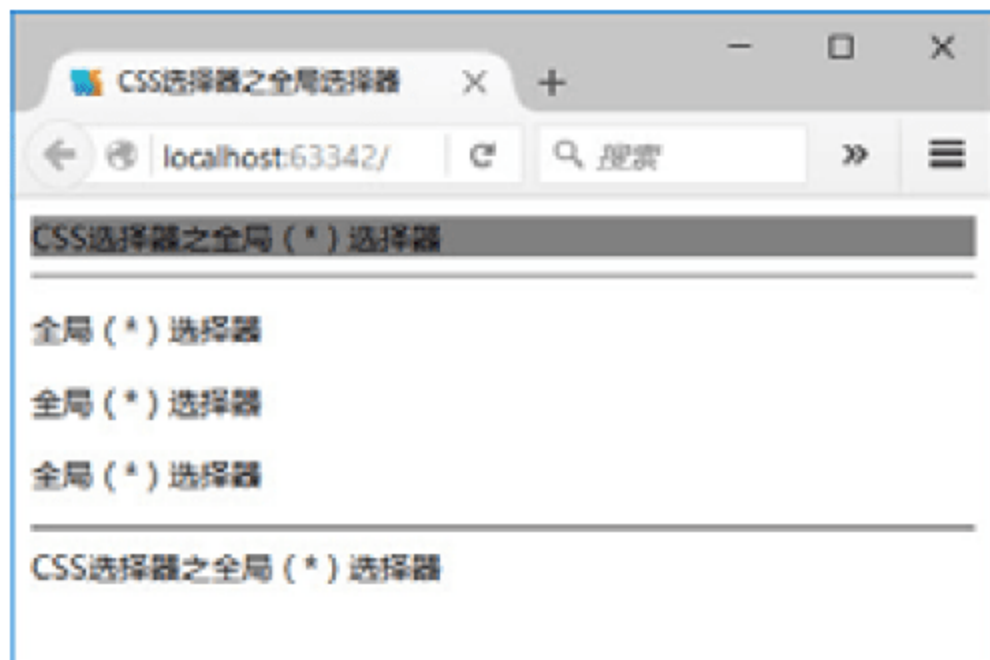 CSS选择器之全局选择器
localhost:63342/
搜索
CSS选择器之全局 ( * ) 选择器
全局 ( * ) 选择器
全局 ( * ) 选择器
全局 ( * ) 选择器
CSS选择器之全局 ( * ) 选择器